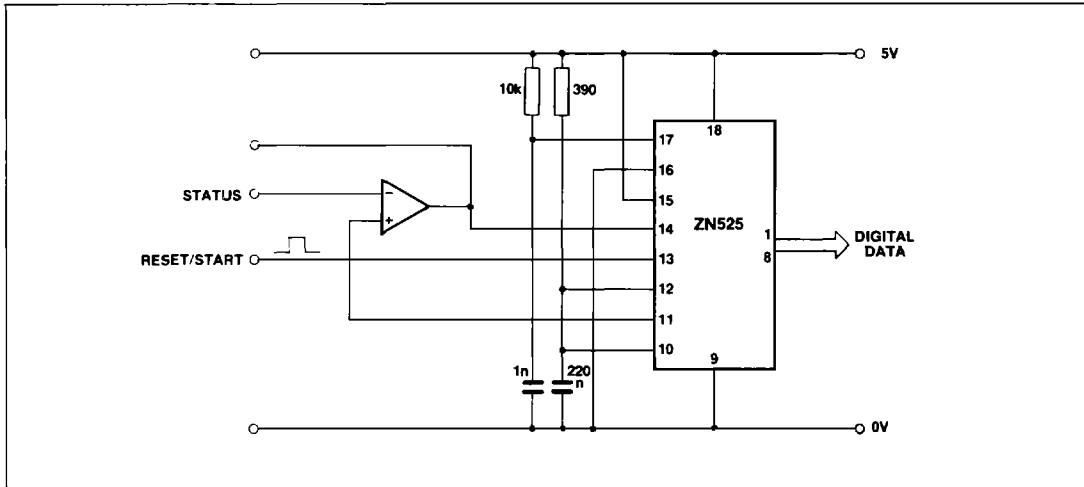 5V
10k
390
18
17
16
STATUS
-
15
ZN525
+
14
1
DIGITAL
DATA
8
RESET/START
13
12
11
10
9
1n
220
n
0V